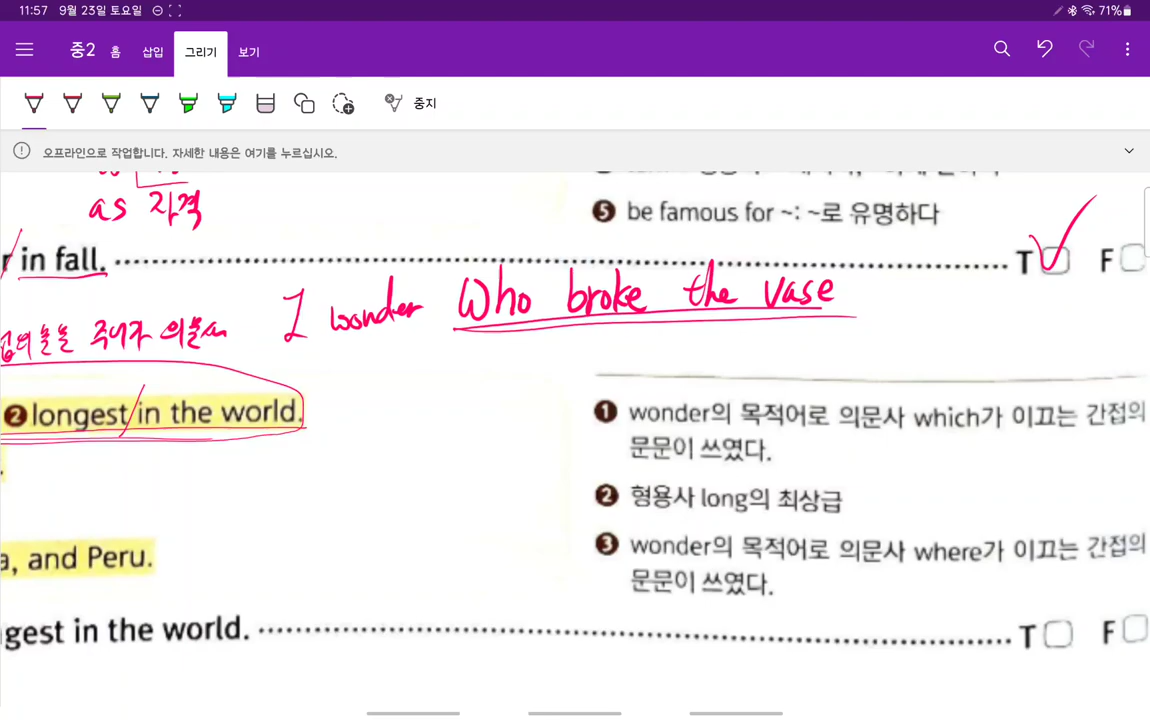 11:57 9월 23일 토요일 71%
중2 홈 삽입 그리기 보기
중지
오프라인으로 작업합니다. 자세한 내용은 여기를 누르십시오.
as 자격
❺ be famous for ~: ~로 유명하다
r in fall. T F
I wonder Who broke the vase
주어가 의문사
❷ longest in the world.
❶ wonder의 목적어로 의문사 which가 이끄는 간접의
문문이 쓰였다.
❷ 형용사 long의 최상급
❸ wonder의 목적어로 의문사 where가 이끄는 간접의
문문이 쓰였다.
a, and Peru.
gest in the world. T F